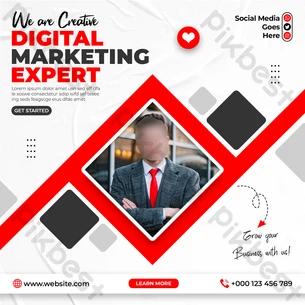 We are Creative
DIGITAL
MARKETING
EXPERT
GET STARTED
Social Media
Goes
Here
Grow your
Business with us!
www.website.com
LEARN MORE
+000 123 456 789
pikbest